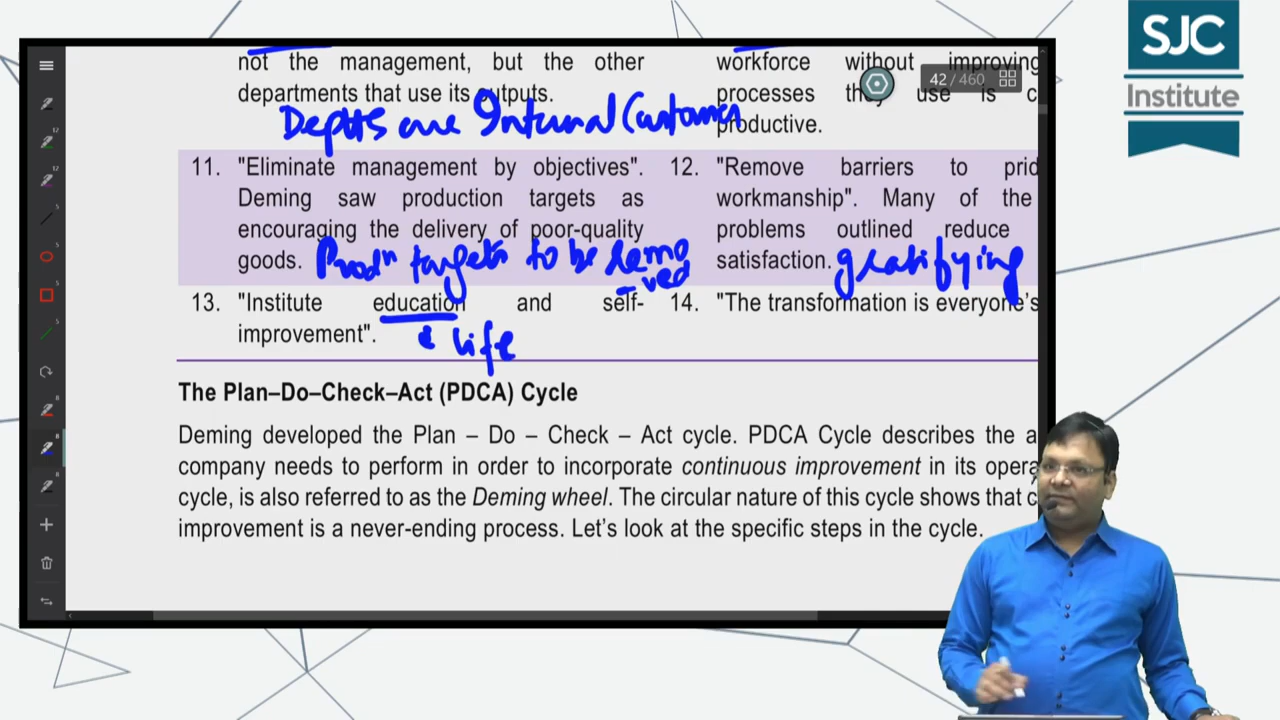 SJC
Institute
42 / 460
not the management, but the other
departments that use its outputs.
Deptts are Internal Customer
workforce without improving
processes they use is c
productive.
11. "Eliminate management by objectives".
Deming saw production targets as
encouraging the delivery of poor-quality
goods.
Prodn targets to be remo
ved
12. "Remove barriers to prid
workmanship". Many of the
problems outlined reduce
satisfaction.
gratifying
13. "Institute education and self-
improvement".
& life
14. "The transformation is everyone's
The Plan–Do–Check–Act (PDCA) Cycle
Deming developed the Plan – Do – Check – Act cycle. PDCA Cycle describes the a
company needs to perform in order to incorporate continuous improvement in its opera
cycle, is also referred to as the Deming wheel. The circular nature of this cycle shows that c
improvement is a never-ending process. Let's look at the specific steps in the cycle.